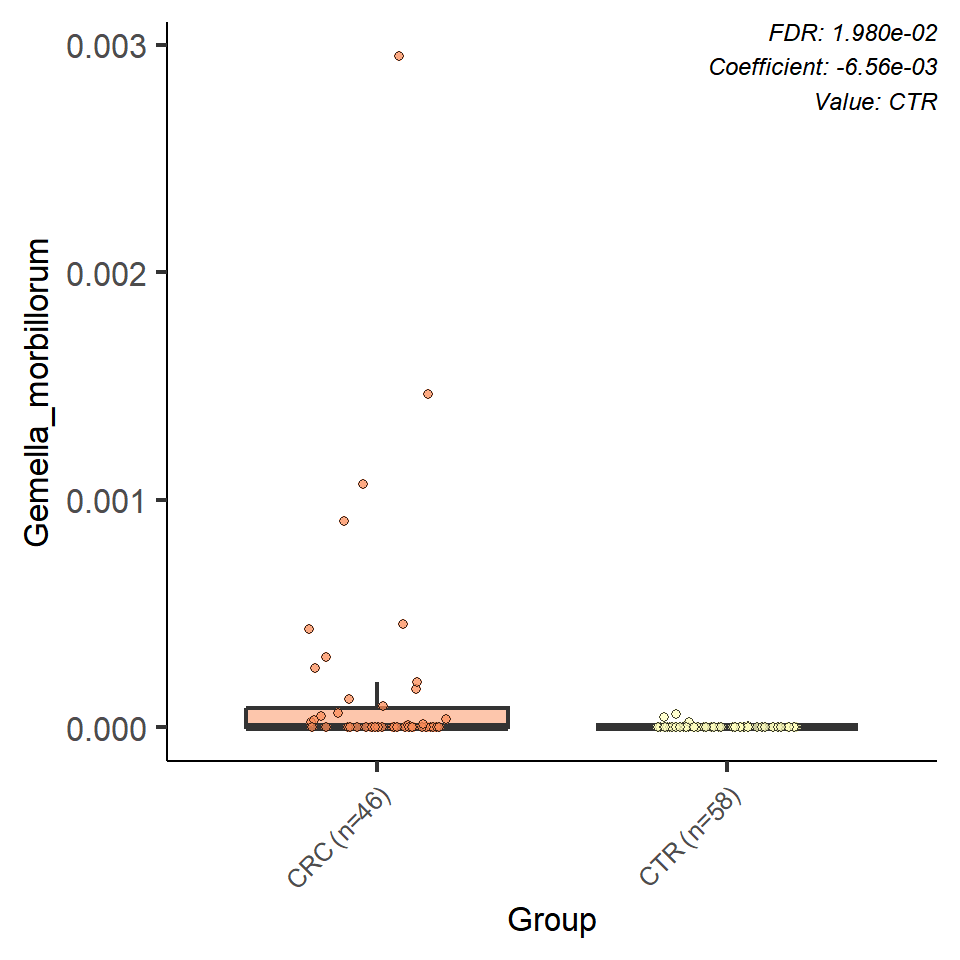 FDR: 1.980e-02
Coefficient: -6.56e-03
Value: CTR
0.003
0.002
0.001
0.000
Gemella_morbillorum
CRC (n=46)
CTR (n=58)
Group